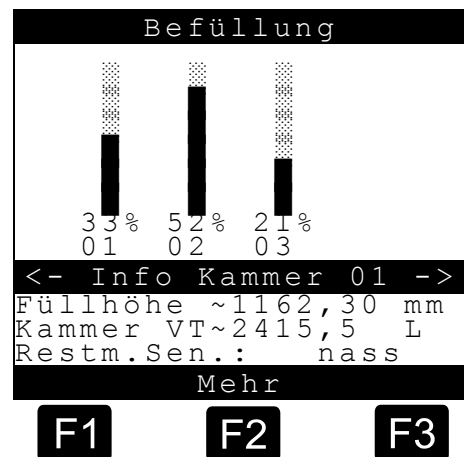 Befüllung
33% 52% 21%
01 02 03
<- Info Kammer 01 ->
Füllhöhe ~1162,30 mm
Kammer VT~2415,5 L
Restm.Sen.: nass
Mehr
F1 F2 F3